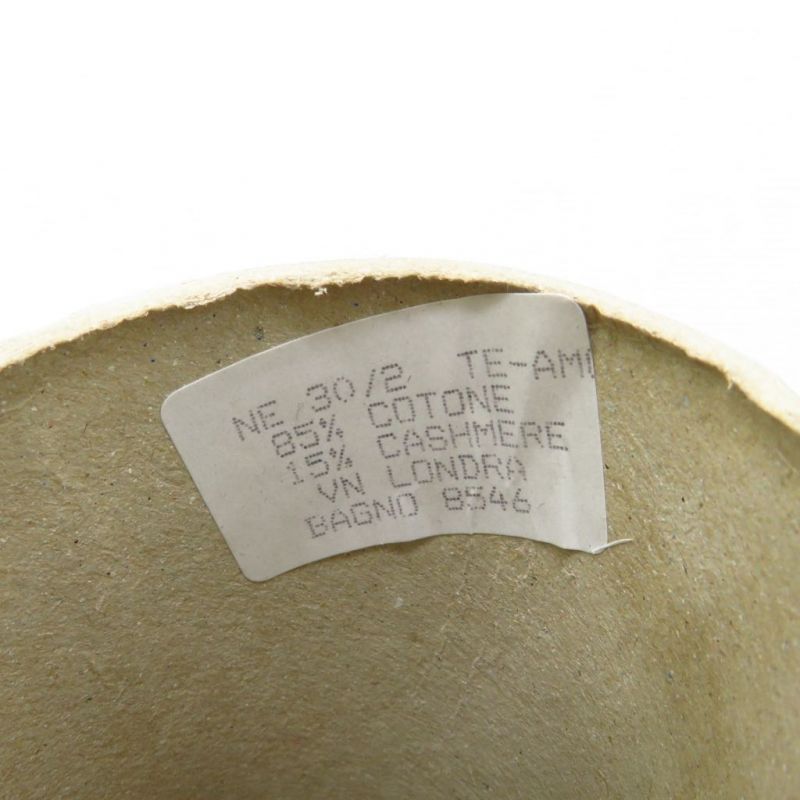 NE 30/2 TE-AM
85% COTONE
15% CASHMERE
VN LONDRA
BAGNO 8546